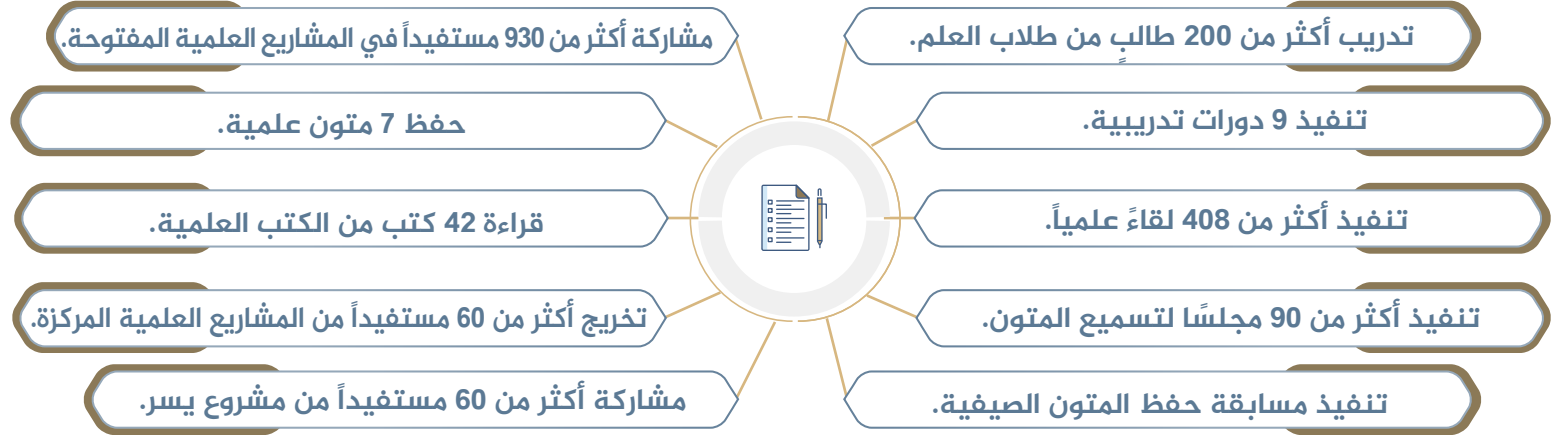 تدريب أكثر من 200 طالبٍ من طلاب العلم.
تنفيذ 9 دورات تدريبية.
تنفيذ أكثر من 408 لقاءً علمياً.
تنفيذ أكثر من 90 مجلسًا لتسميع المتون.
تنفيذ مسابقة حفظ المتون الصيفية.
مشاركة أكثر من 930 مستفيداً في المشاريع العلمية المفتوحة.
حفظ 7 متون علمية.
قراءة 42 كتب من الكتب العلمية.
تخريج أكثر من 60 مستفيداً من المشاريع العلمية المركزة.
مشاركة أكثر من 60 مستفيداً من مشروع يسر.